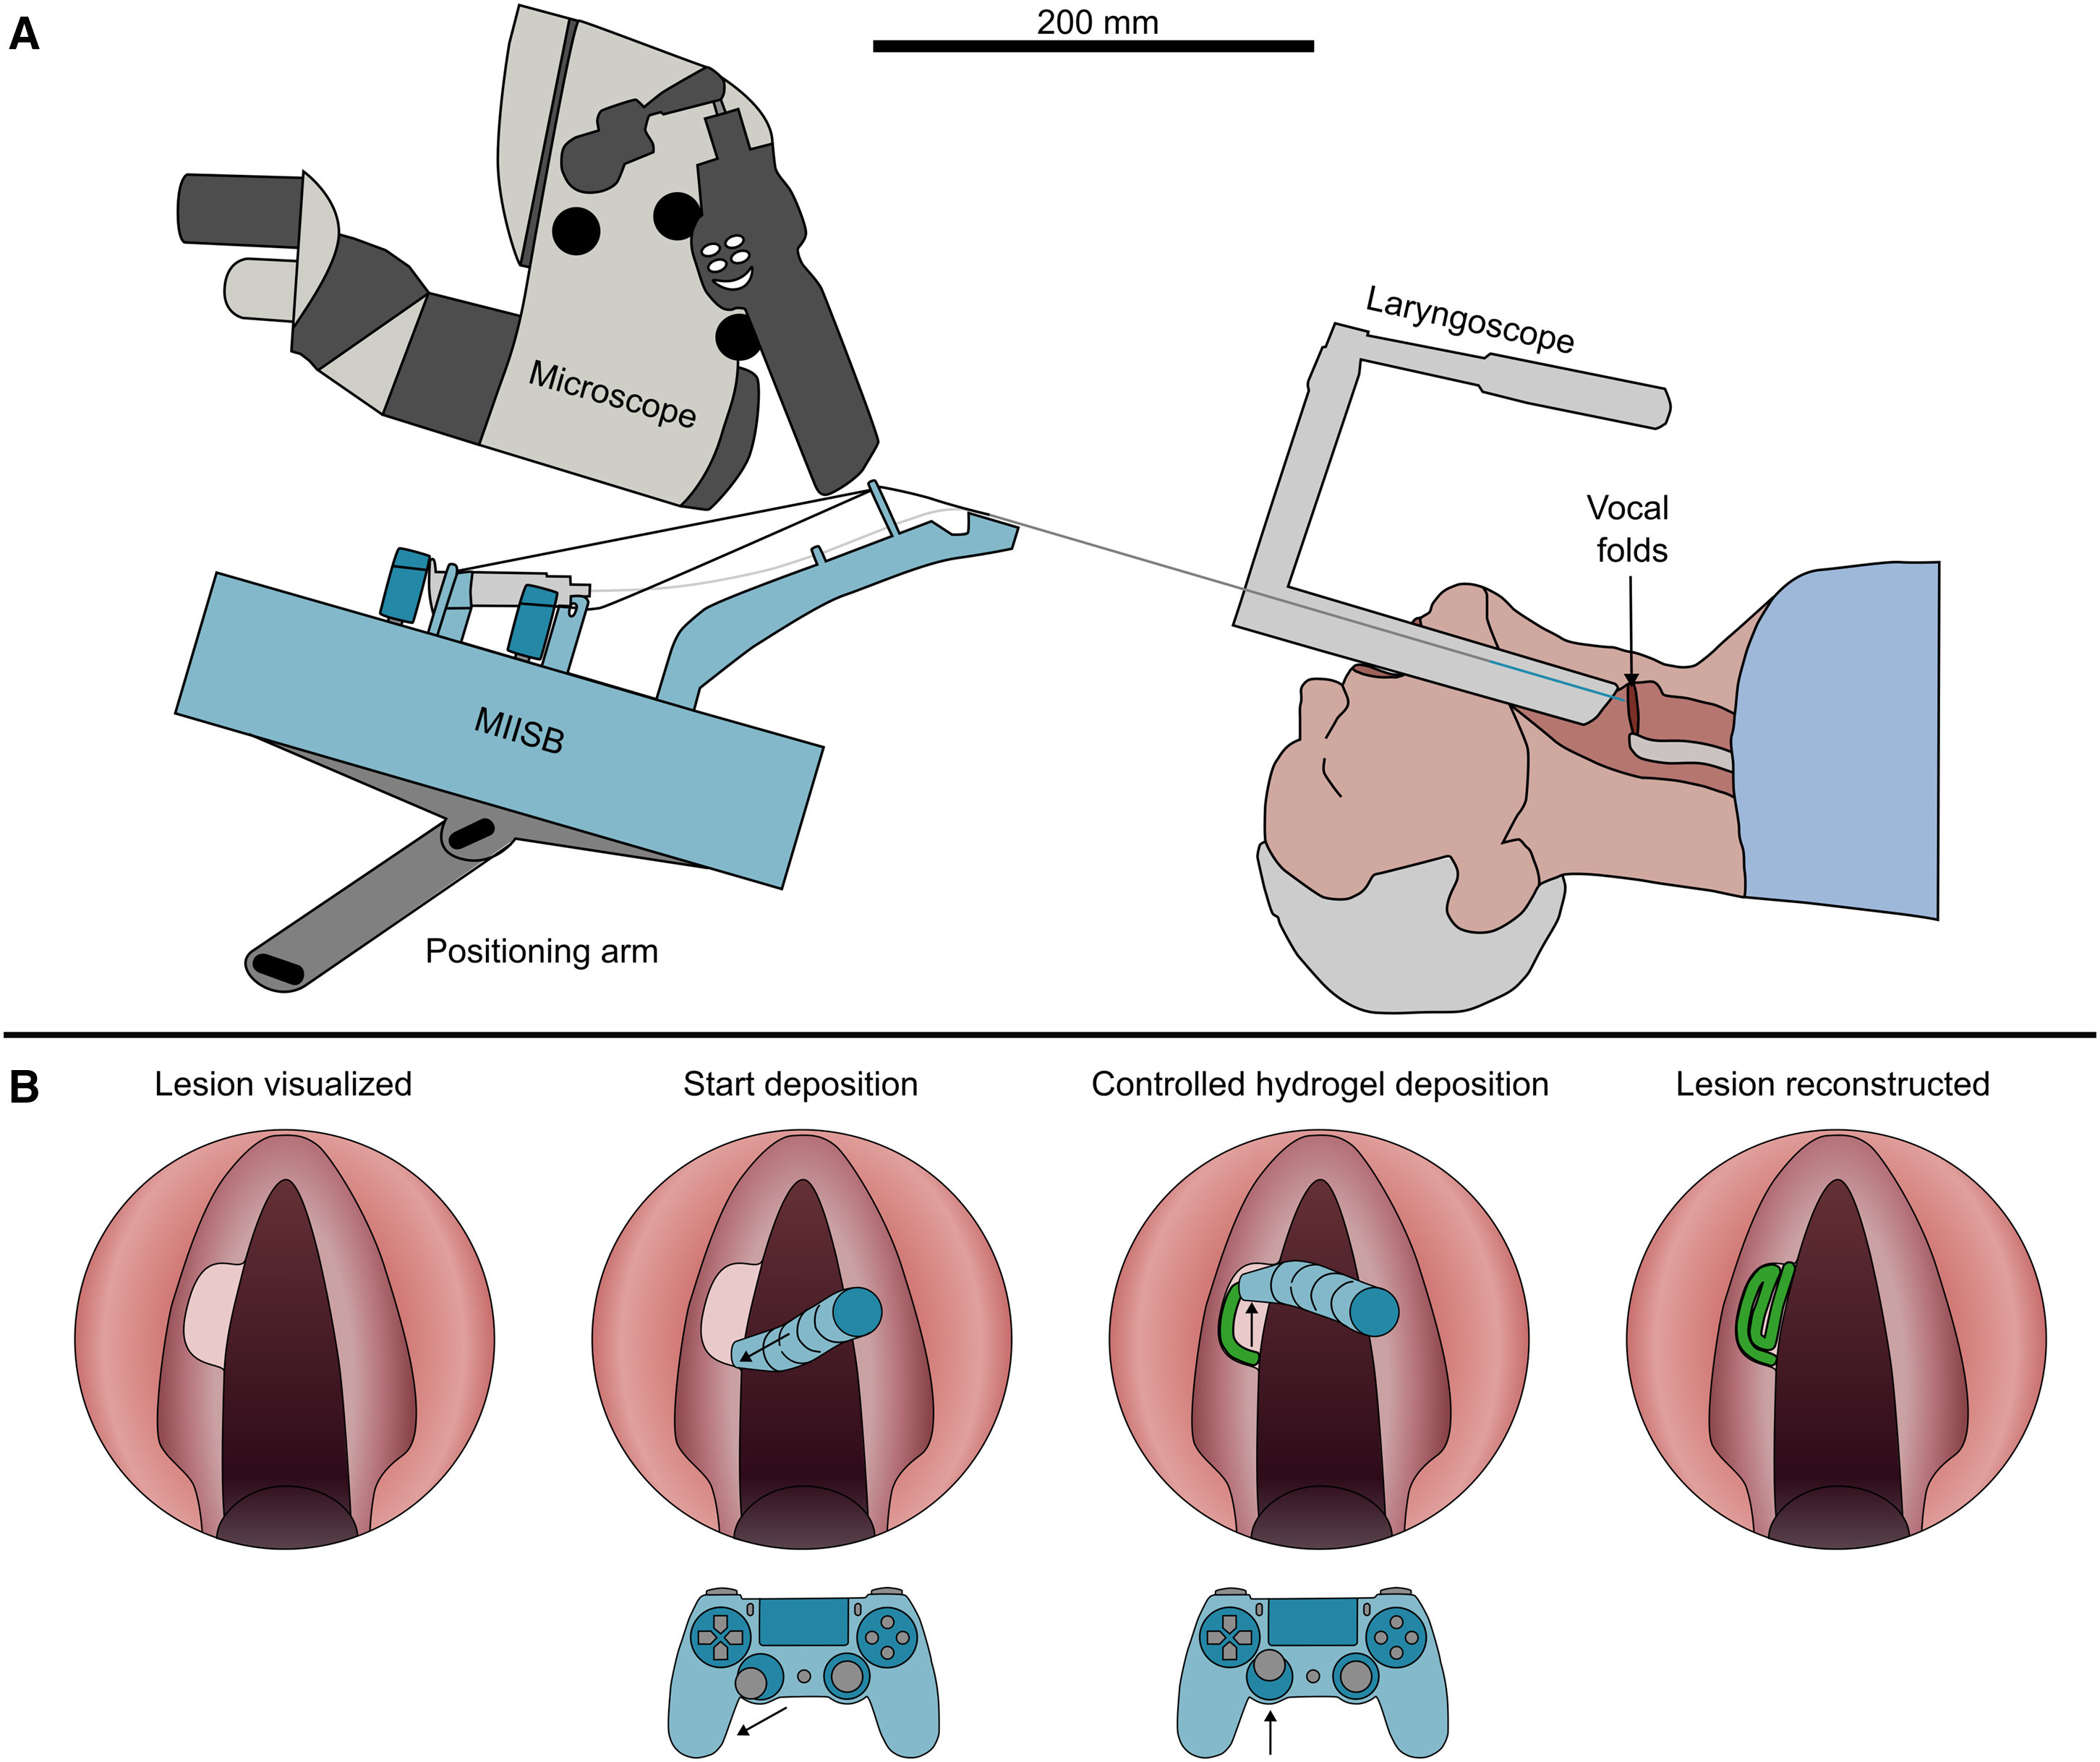 A
200 mm
Microscope
Laryngoscope
Vocal
folds
MIISB
Positioning arm
B
Lesion visualized
Start deposition
Controlled hydrogel deposition
Lesion reconstructed